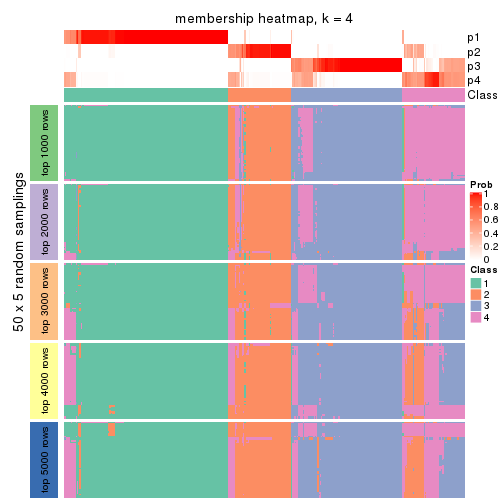 membership heatmap, k = 4
p1
p2
p3
p4
Class
50 x 5 random samplings
top 1000 rows
top 2000 rows
top 3000 rows
top 4000 rows
top 5000 rows
Prob
1
0.8
0.6
0.4
0.2
0
Class
1
2
3
4